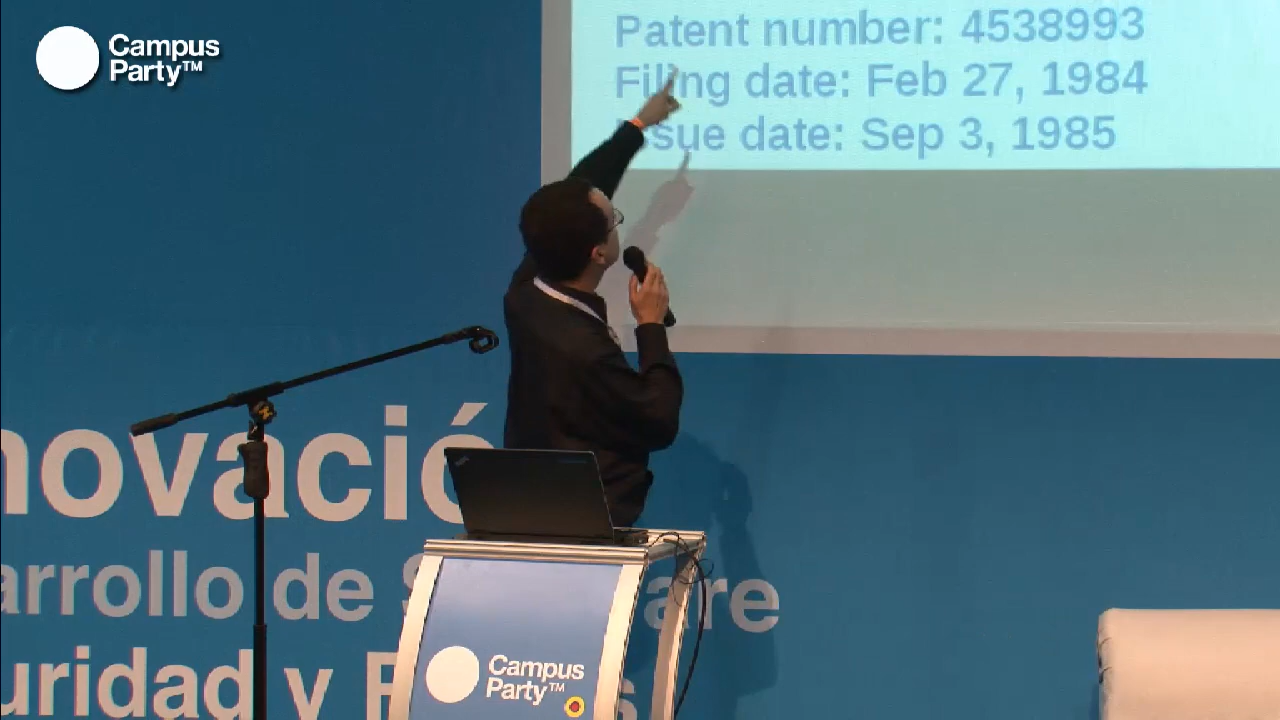 Campus
Party™
Patent number: 4538993
Filing date: Feb 27, 1984
Issue date: Sep 3, 1985
novació
arrollo de S are
uridad y
Campus
Party™